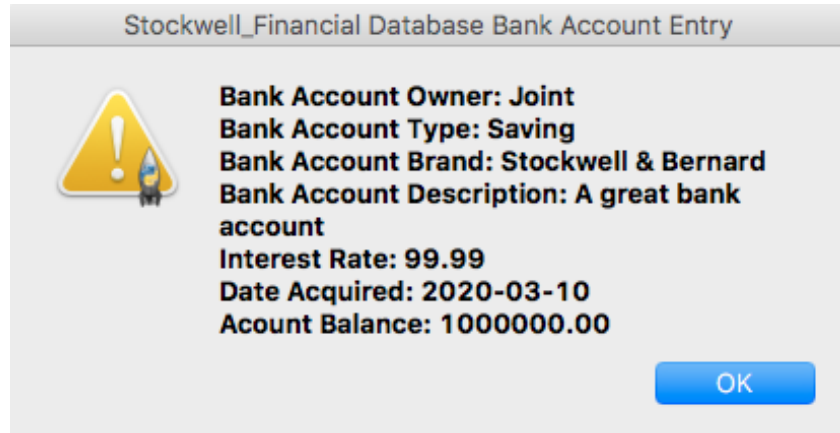 Stockwell_Financial Database Bank Account Entry
Bank Account Owner: Joint
Bank Account Type: Saving
Bank Account Brand: Stockwell & Bernard
Bank Account Description: A great bank
account
Interest Rate: 99.99
Date Acquired: 2020-03-10
Acount Balance: 1000000.00
OK